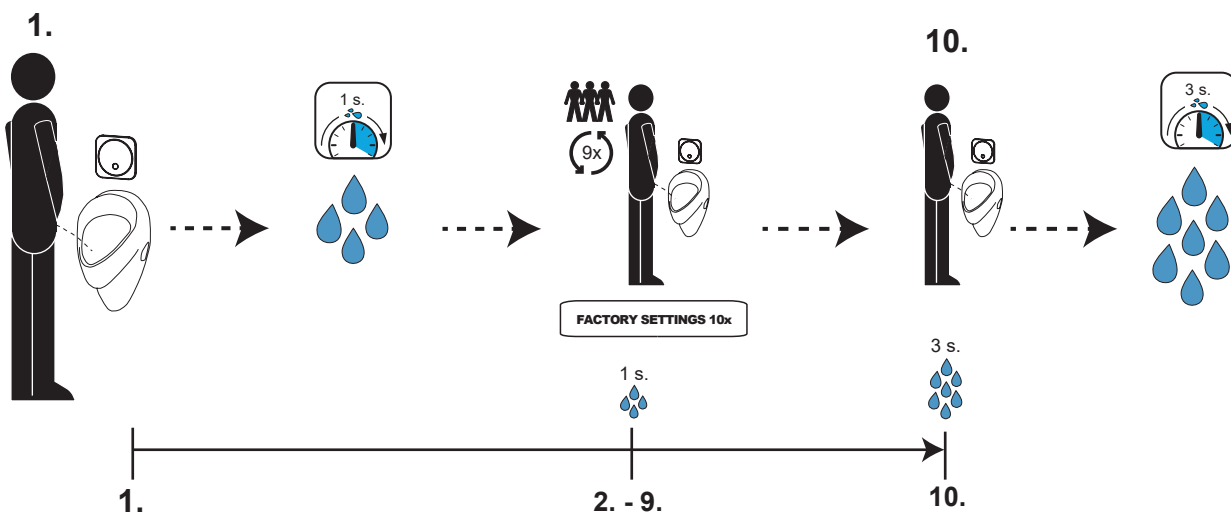 1.
10.
1 s.
3 s.
9x
FACTORY SETTINGS 10x
1 s.
3 s.
1.
2. - 9.
10.